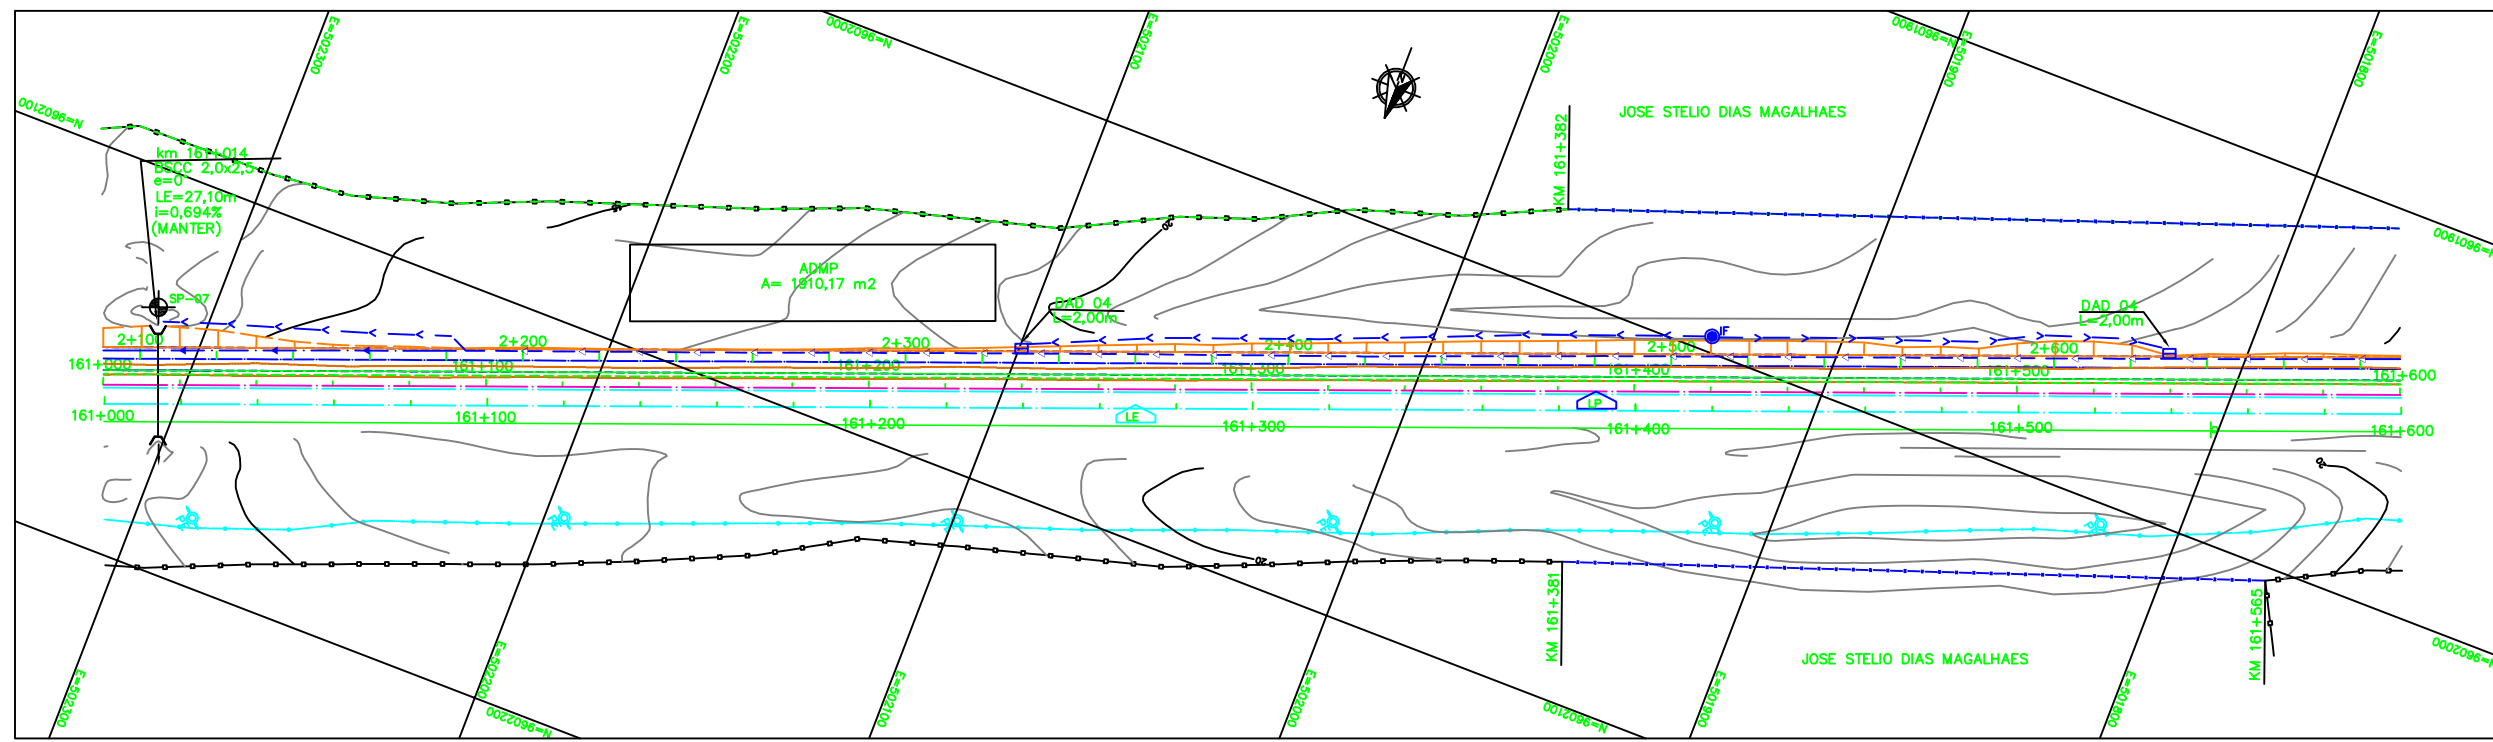 E=502300
E=502200
N=9602000
E=502100
E=502000
N=9601900
E=501900
E=501800
N=9602100
N
JOSE STELIO DIAS MAGALHAES
KM 161+382
km 161+014
BSCC 2,0x2,5
e=0°
LE=27,10m
i=0,694%
(MANTER)
20
N=9601900
ADMP
A= 1910,17 m2
SP-07
DAD 04
L=2,00m
DAD 04
L=2,00m
IF
2+100
2+200
2+300
2+400
2+500
2+600
161+000
161+100
161+200
161+300
161+400
161+500
161+600
LE
LP
161+000
161+100
161+200
161+300
161+400
161+500
161+600
20
20
KM 161+381
KM 161+565
JOSE STELIO DIAS MAGALHAES
N=9602000
E=502300
E=502200
N=9602200
E=502100
E=502000
N=9602100
E=501900
E=501800